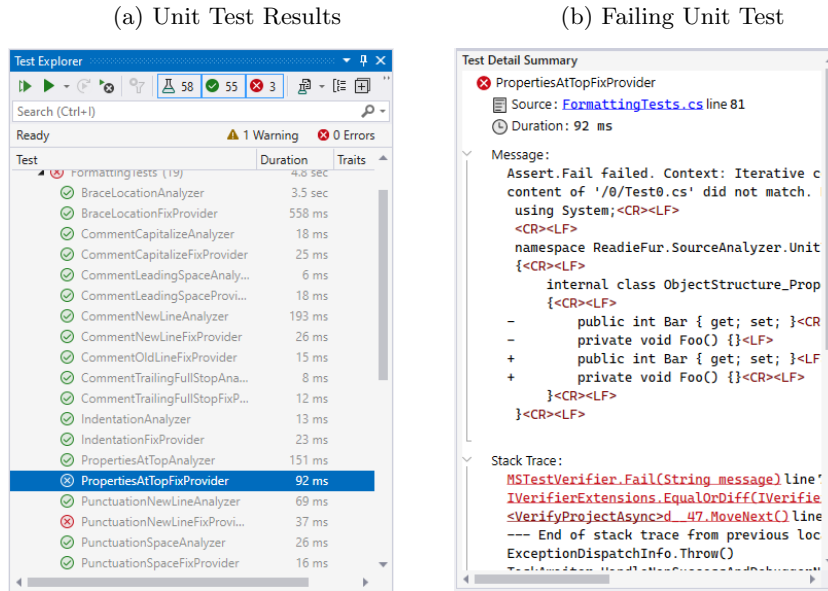 (a) Unit Test Results
(b) Failing Unit Test
Test Explorer
58 55 3
Search (Ctrl+I)
Ready 1 Warning 0 Errors
Test Duration Traits
FormattingTests (19) 4.8 sec
BraceLocationAnalyzer 3.5 sec
BraceLocationFixProvider 558 ms
CommentCapitalizeAnalyzer 18 ms
CommentCapitalizeFixProvider 25 ms
CommentLeadingSpaceAnaly... 6 ms
CommentLeadingSpaceProvi... 18 ms
CommentNewLineAnalyzer 193 ms
CommentNewLineFixProvider 26 ms
CommentOldLineFixProvider 15 ms
CommentTrailingFullStopAna... 8 ms
CommentTrailingFullStopFixP... 12 ms
IndentationAnalyzer 13 ms
IndentationFixProvider 23 ms
PropertiesAtTopAnalyzer 151 ms
PropertiesAtTopFixProvider 92 ms
PunctuationNewLineAnalyzer 69 ms
PunctuationNewLineFixProvi... 37 ms
PunctuationSpaceAnalyzer 26 ms
PunctuationSpaceFixProvider 16 ms
Test Detail Summary
PropertiesAtTopFixProvider
Source: FormattingTests.cs line 81
Duration: 92 ms
Message:
Assert.Fail failed. Context: Iterative c
content of '/0/Test0.cs' did not match.
using System;<CR><LF>
<CR><LF>
namespace ReadieFur.SourceAnalyzer.Unit
{<CR><LF>
internal class ObjectStructure_Prop
{<CR><LF>
- public int Bar { get; set; }<CR
- private void Foo() {}<LF>
+ public int Bar { get; set; }<LF
+ private void Foo() {}<CR><LF>
}<CR><LF>
}<CR><LF>
Stack Trace:
MSTestVerifier.Fail(String message) line
IVerifierExtensions.EqualOrDiff(IVerifie
<VerifyProjectAsync>d__47.MoveNext() line
--- End of stack trace from previous loc
ExceptionDispatchInfo.Throw()